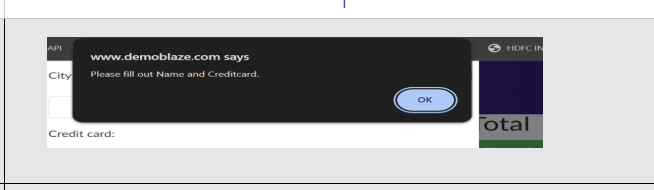 API
HDFC IN
www.demoblaze.com says
City
Please fill out Name and Creditcard.
OK
Total
Credit card: